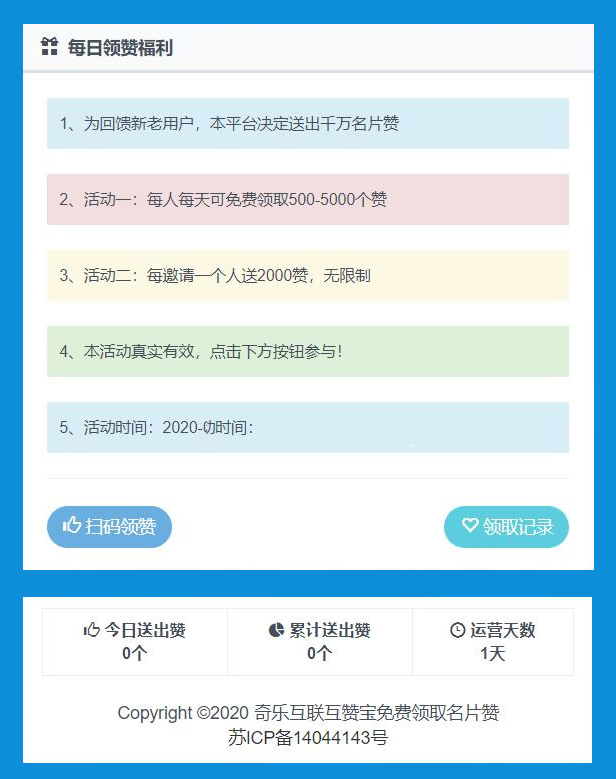 每日领赞福利
1、为回馈新老用户，本平台决定送出千万名片赞
2、活动一：每人每天可免费领取500-5000个赞
3、活动二：每邀请一个人送2000赞，无限制
4、本活动真实有效，点击下方按钮参与！
5、活动时间：2020-动时间：
扫码领赞
领取记录
今日送出赞
0个
累计送出赞
0个
运营天数
1天
Copyright ©2020 奇乐互联互赞宝免费领取名片赞
苏ICP备14044143号